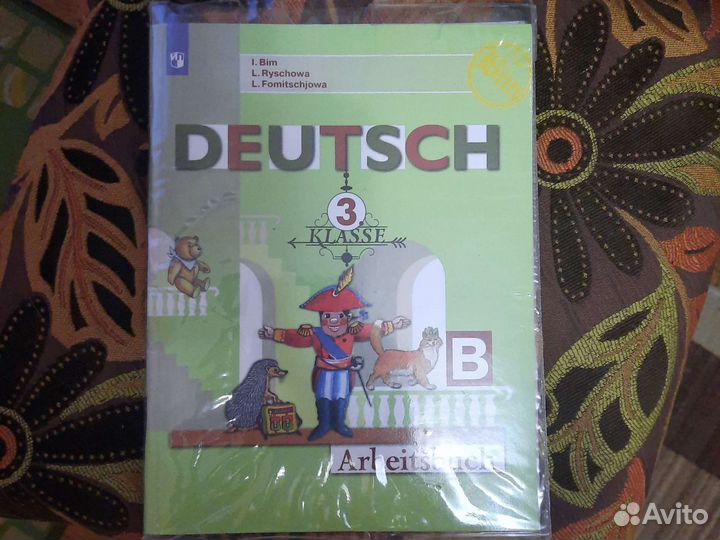 I. Bim
L. Ryschowa
L. Fomitschjowa
DEUTSCH
3.
KLASSE
B
Arbeitsbuch
Avito